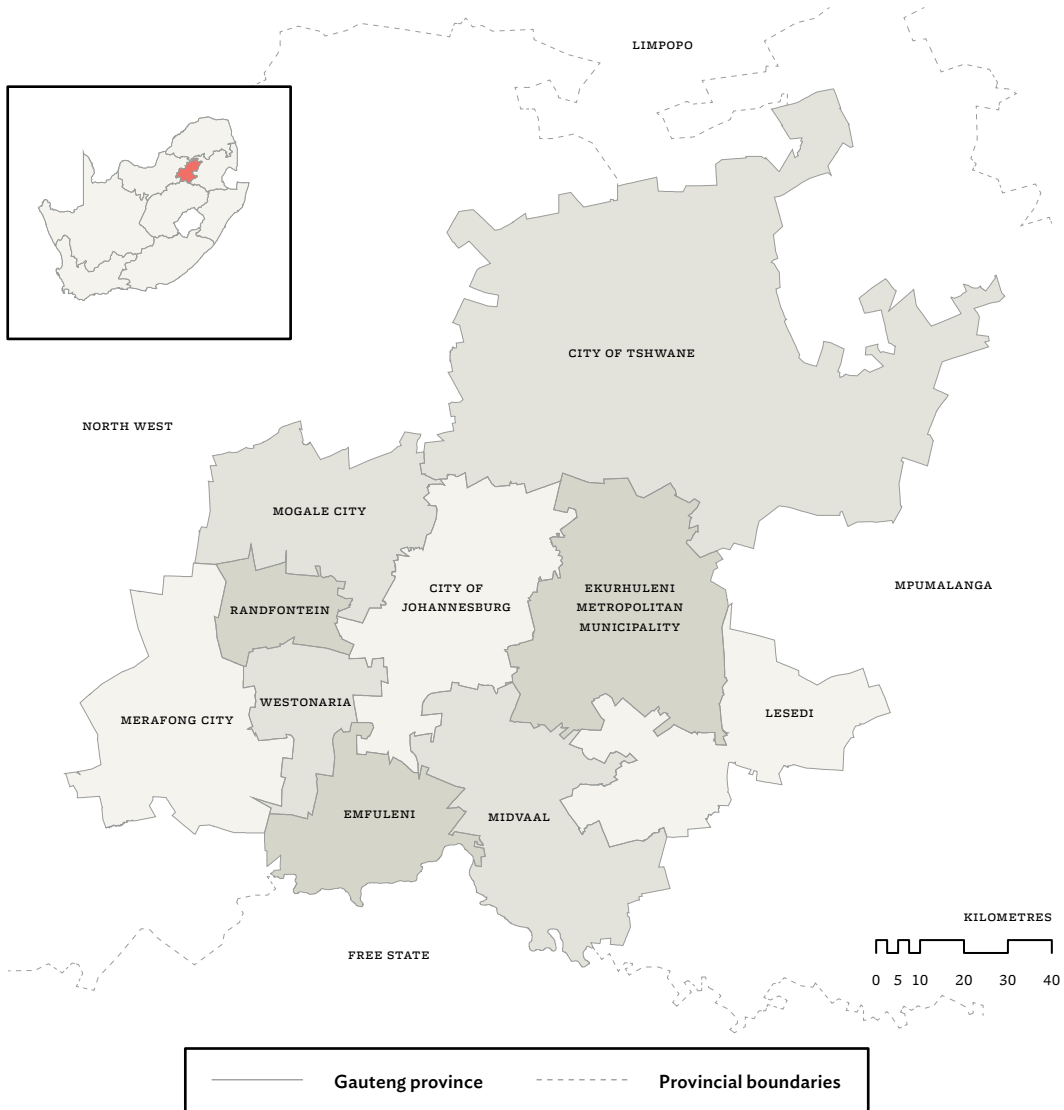 LIMPOPO
CITY OF TSHWANE
NORTH WEST
MOGALE CITY
CITY OF
JOHANNESBURG
EKURHULENI
METROPOLITAN
MUNICIPALITY
MPUMALANGA
RANDFONTEIN
WESTONARIA
MERAFONG CITY
LESEDI
EMFULENI
MIDVAAL
FREE STATE
KILOMETRES
0 5 10 20 30 40
Gauteng province
Provincial boundaries